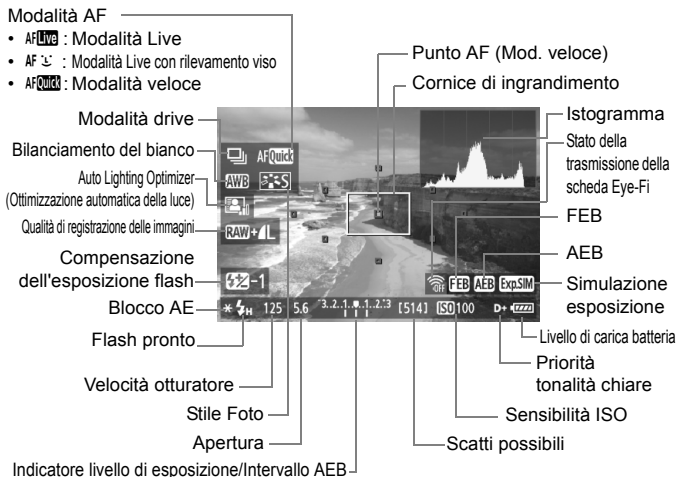 Modalità AF
• AF Live : Modalità Live
• AF : Modalità Live con rilevamento viso
• AF Quick : Modalità veloce
Modalità drive
Bilanciamento del bianco
Auto Lighting Optimizer
(Ottimizzazione automatica della luce)
Qualità di registrazione delle immagini
Compensazione
dell'esposizione flash
Blocco AE
Flash pronto
Velocità otturatore
Stile Foto
Apertura
Indicatore livello di esposizione/Intervallo AEB
Punto AF (Mod. veloce)
Cornice di ingrandimento
Istogramma
Stato della
trasmissione della
scheda Eye-Fi
FEB
AEB
Simulazione
esposizione
Livello di carica batteria
Priorità
tonalità chiare
Sensibilità ISO
Scatti possibili
AF Quick
AWB
S
RAW+L
-1
OFF FEB AEB Exp.SIM
H 125 5.6 -3..2..1..0..1..2.:3 [514] ISO 100 D+